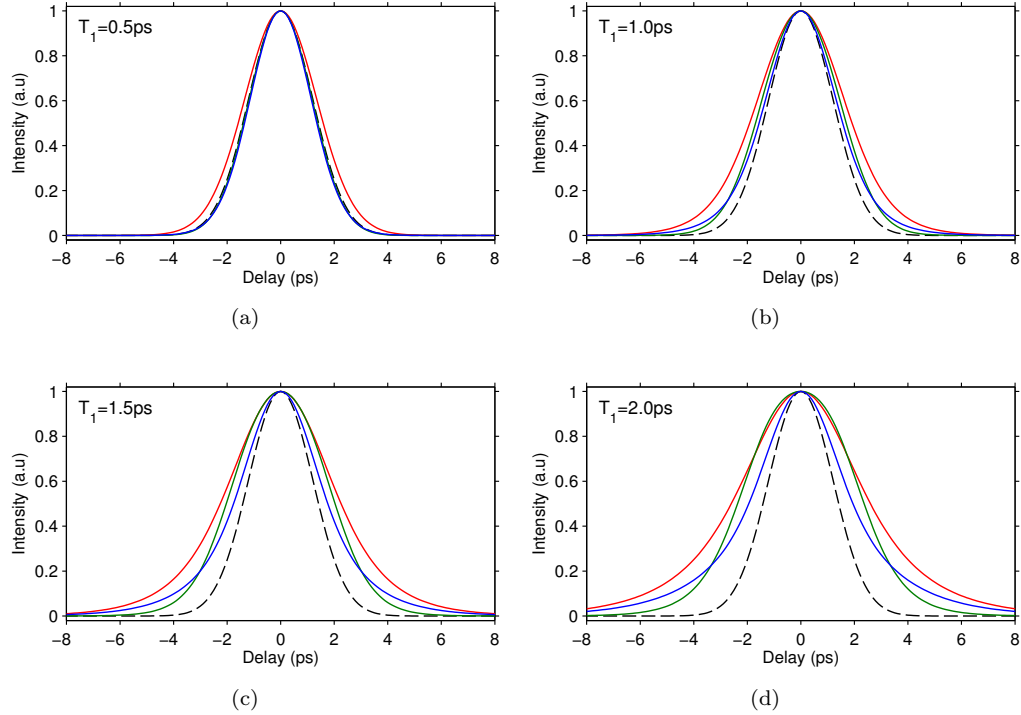 T1=0.5ps
Intensity (a.u)
1
0.8
0.6
0.4
0.2
0
−8 −6 −4 −2 0 2 4 6 8
Delay (ps)
(a)
T1=1.0ps
Intensity (a.u)
1
0.8
0.6
0.4
0.2
0
−8 −6 −4 −2 0 2 4 6 8
Delay (ps)
(b)
T1=1.5ps
Intensity (a.u)
1
0.8
0.6
0.4
0.2
0
−8 −6 −4 −2 0 2 4 6 8
Delay (ps)
(c)
T1=2.0ps
Intensity (a.u)
1
0.8
0.6
0.4
0.2
0
−8 −6 −4 −2 0 2 4 6 8
Delay (ps)
(d)